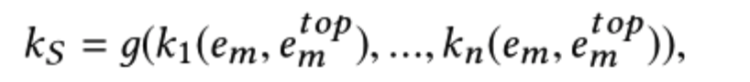 k_S = g(k_1(e_m, e_m^{top}), ..., k_n(e_m, e_m^{top})),